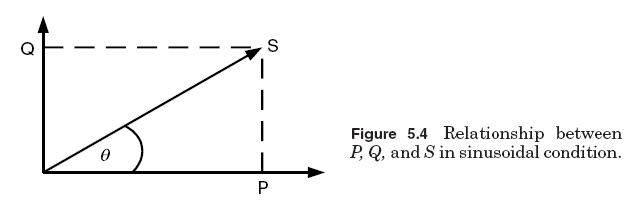 Q
S
θ
P
Figure 5.4 Relationship between
P, Q, and S in sinusoidal condition.